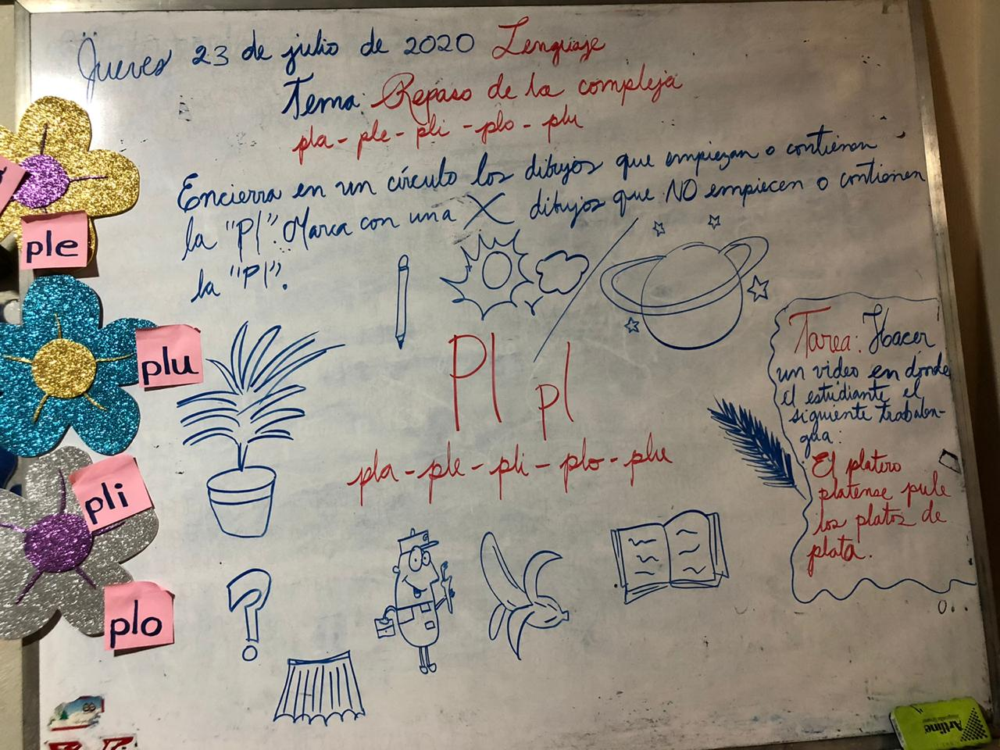 Jueves 23 de julio de 2020 Lenguaje
Tema: Repaso de la compleja
pla - ple - pli - plo - plu
Encierra en un círculo los dibujos que empiezan o contienen
la "Pl". Marca con una X dibujos que NO empiecen o contienen
la "Pl".
ple
plu
pli
plo
Pl pl
pla - ple - pli - plo - plu
Tarea: Hacer
un video en donde
el estudiante el
siguiente trabalen-
gua:
El platero
platense pule
los platos de
plata.
Artline